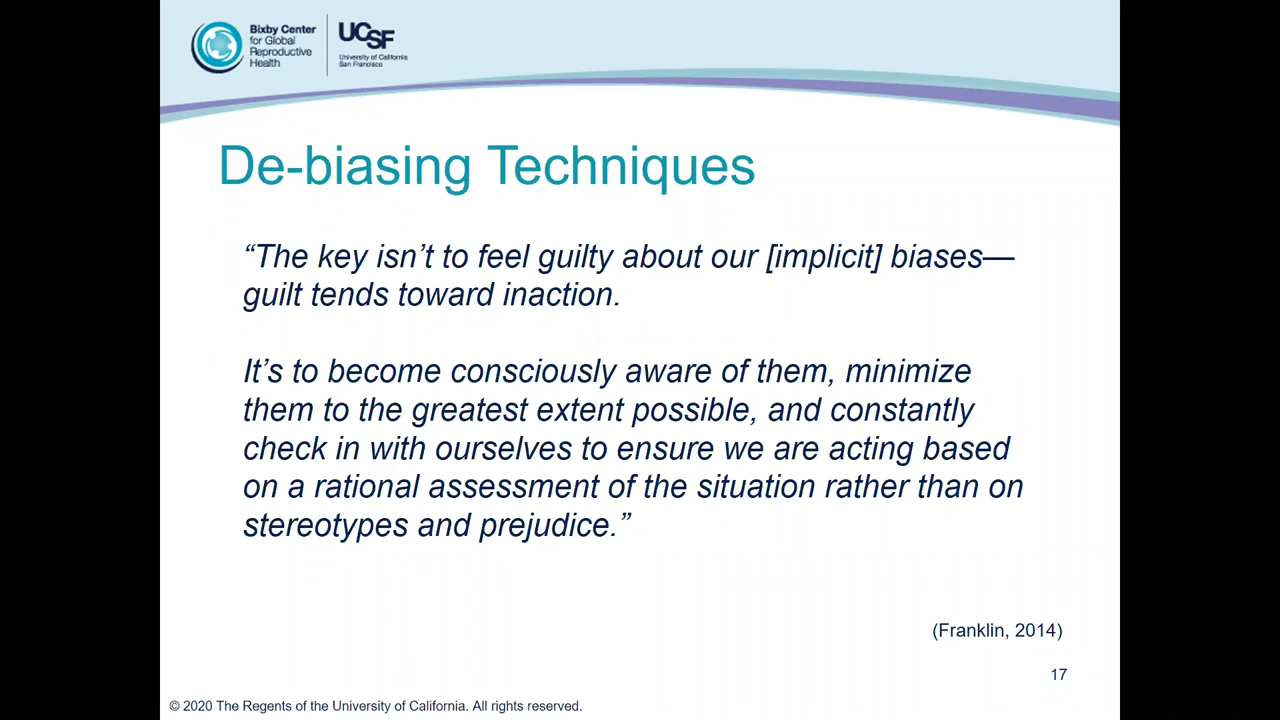 Bixby Center
for Global
Reproductive
Health
UCSF
University of California
San Francisco
De-biasing Techniques
“The key isn’t to feel guilty about our [implicit] biases—
guilt tends toward inaction.
It’s to become consciously aware of them, minimize
them to the greatest extent possible, and constantly
check in with ourselves to ensure we are acting based
on a rational assessment of the situation rather than on
stereotypes and prejudice.”
(Franklin, 2014)
17
© 2020 The Regents of the University of California. All rights reserved.